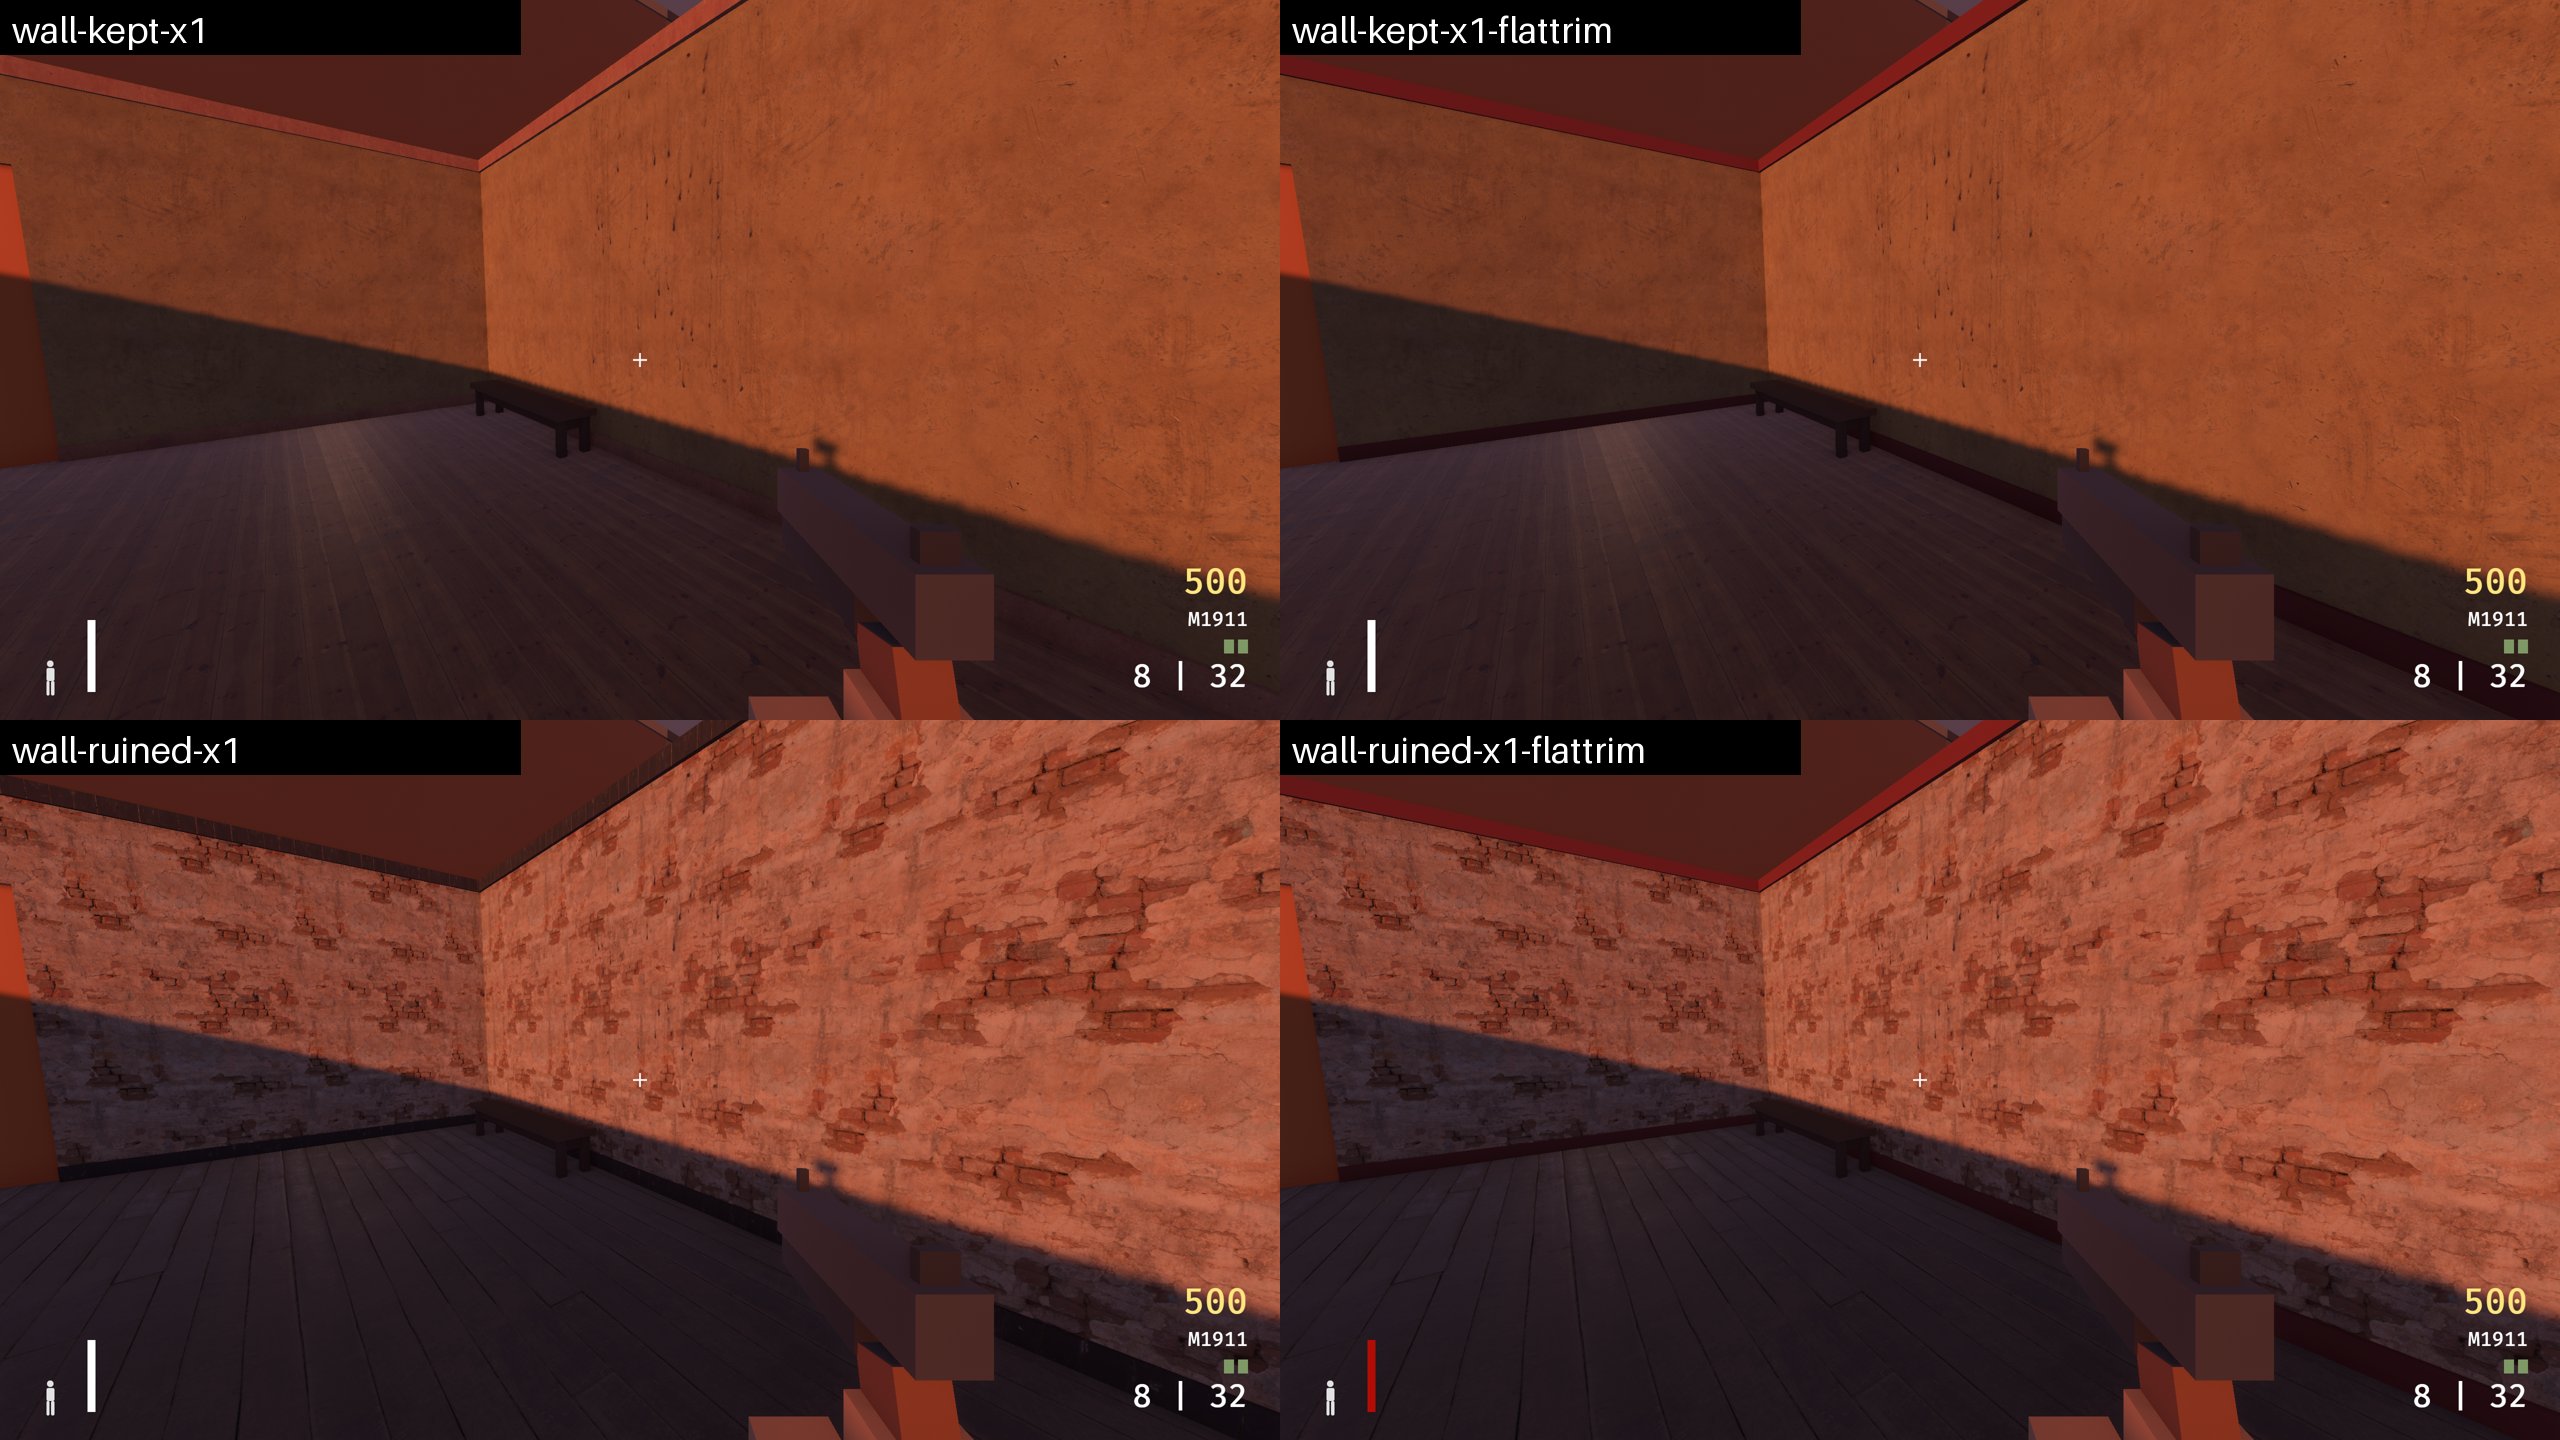 wall-kept-x1
500
M1911
8 | 32
wall-kept-x1-flattrim
500
M1911
8 | 32
wall-ruined-x1
500
M1911
8 | 32
wall-ruined-x1-flattrim
500
M1911
8 | 32